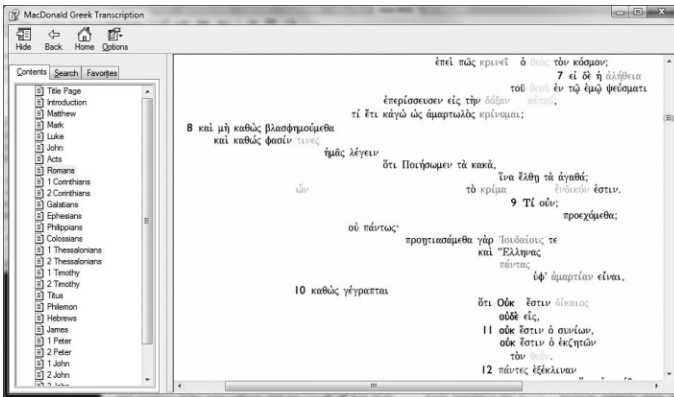 MacDonald Greek Transcription
Hide Back Home Options
Contents Search Favorites
Title Page
Introduction
Matthew
Mark
Luke
John
Acts
Romans
1 Corinthians
2 Corinthians
Galatians
Ephesians
Philippians
Colossians
1 Thessalonians
2 Thessalonians
1 Timothy
2 Timothy
Titus
Philemon
Hebrews
James
1 Peter
2 Peter
1 John
2 John
3 John
ἐπεὶ πῶς κρινεῖ ὁ θεὸς τὸν κόσμον;
7 εἰ δὲ ἡ ἀλήθεια
τοῦ θεοῦ ἐν τῷ ἐμῷ ψεύσματι
ἐπερίσσευσεν εἰς τὴν δόξαν αὐτοῦ,
τί ἔτι κἀγὼ ὡς ἁμαρτωλὸς κρίνομαι;
8 καὶ μὴ καθὼς βλασφημούμεθα
καὶ καθώς φασίν τινες
ἡμᾶς λέγειν
ὅτι Ποιήσωμεν τὰ κακὰ,
ἵνα ἔλθῃ τὰ ἀγαθά;
ὧν τὸ κρίμα ἔνδικόν ἐστιν.
9 Τί οὖν;
προεχόμεθα;
οὐ πάντως·
προῃτιασάμεθα γὰρ Ἰουδαίους τε
καὶ Ἕλληνας
πάντας
ὑφ' ἁμαρτίαν εἶναι,
10 καθὼς γέγραπται
ὅτι Οὐκ ἔστιν δίκαιος
οὐδὲ εἷς,
11 οὐκ ἔστιν ὁ συνίων,
οὐκ ἔστιν ὁ ἐκζητῶν
τὸν θεόν.
12 πάντες ἐξέκλιναν